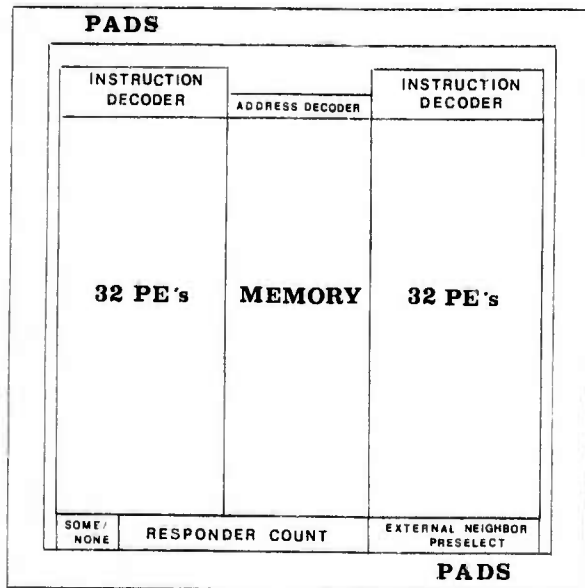 PADS
INSTRUCTION
DECODER
ADDRESS DECODER
INSTRUCTION
DECODER
32 PE's
MEMORY
32 PE's
SOME/
NONE
RESPONDER COUNT
EXTERNAL NEIGHBOR
PRESELECT
PADS